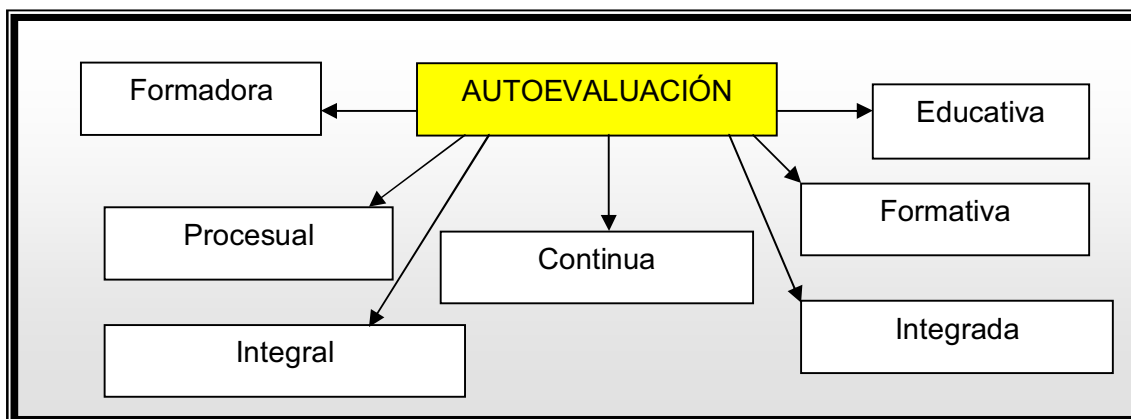 Formadora
AUTOEVALUACIÓN
Educativa
Procesual
Continua
Formativa
Integral
Integrada